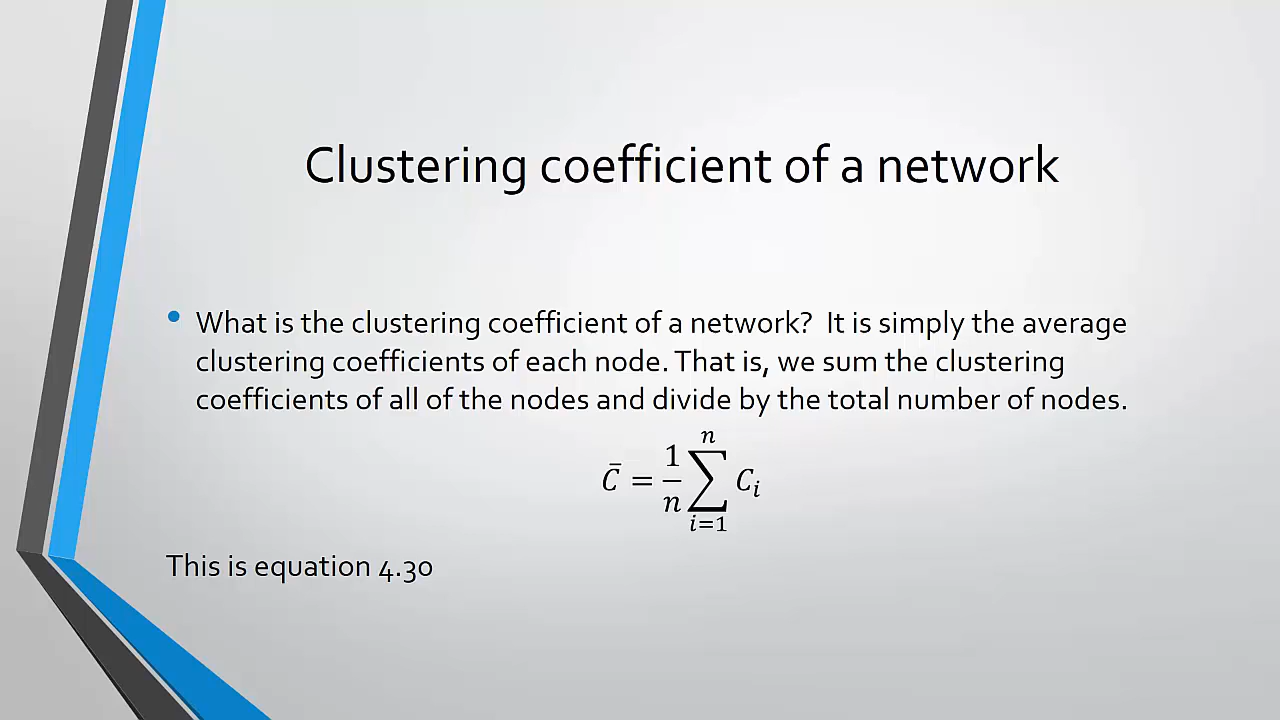 Clustering coefficient of a network
• What is the clustering coefficient of a network? It is simply the average
clustering coefficients of each node. That is, we sum the clustering
coefficients of all of the nodes and divide by the total number of nodes.
C̄ = 1/n ∑_{i=1}^{n} C_i
This is equation 4.30